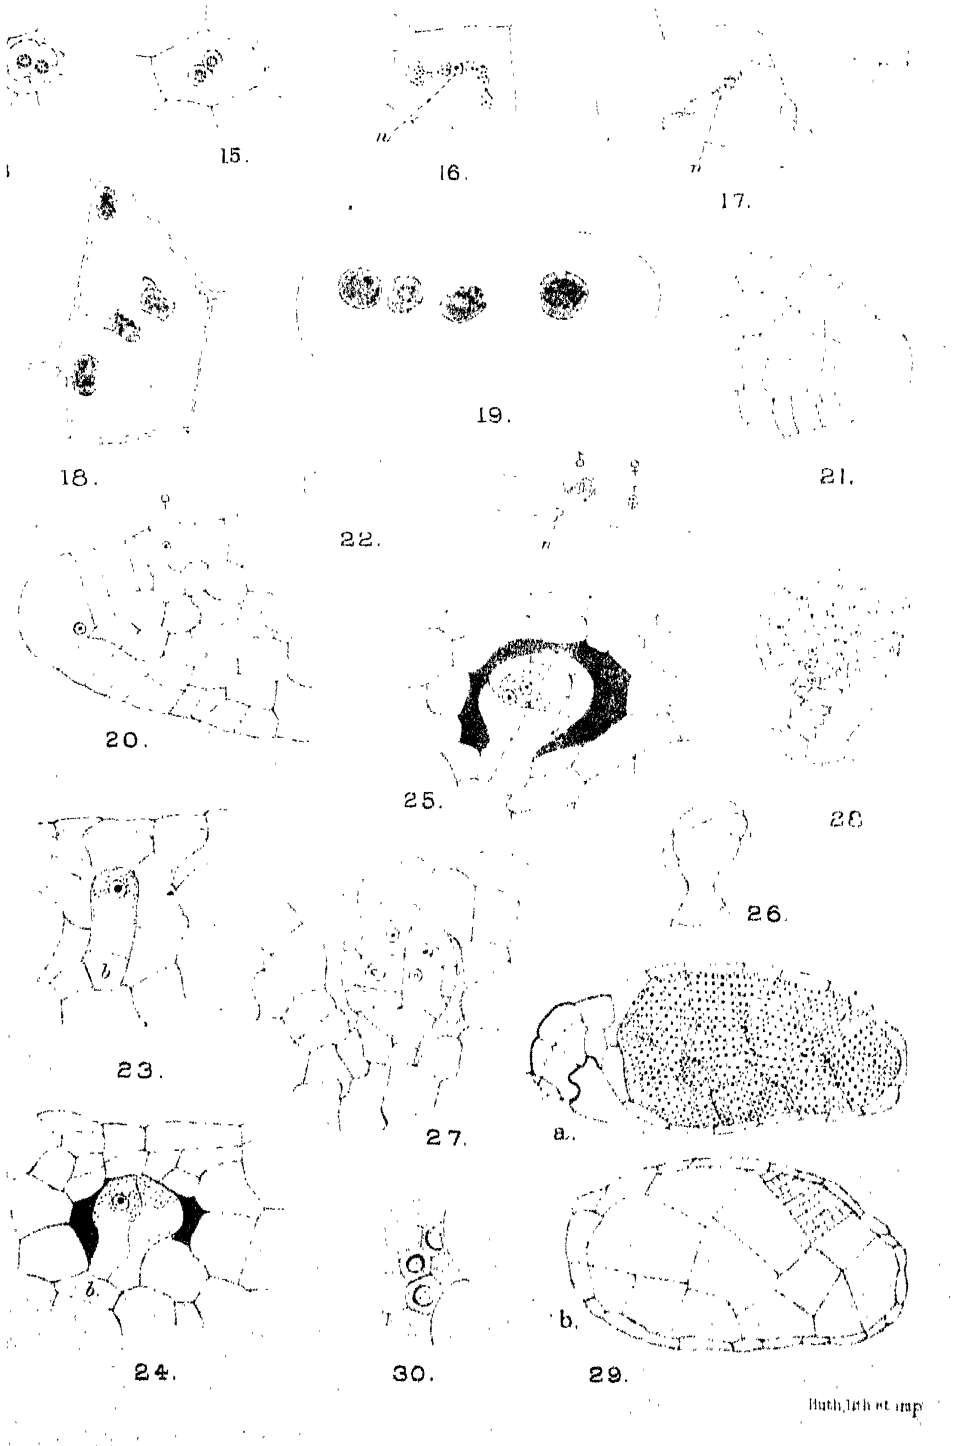 15.
n
16.
n
17.
18.
19.
♀
22.
♂
♀
n
21.
20.
25.
28
26.
b
23.
27.
a.
b
24.
30.
b.
29.
Huth, lith et imp